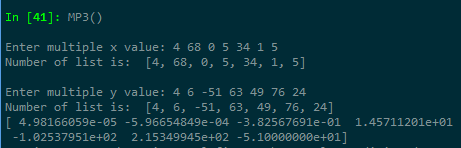 In [41]: MP3()
Enter multiple x value: 4 68 0 5 34 1 5
Number of list is:  [4, 68, 0, 5, 34, 1, 5]
Enter multiple y value: 4 6 -51 63 49 76 24
Number of list is:  [4, 6, -51, 63, 49, 76, 24]
[ 4.98166059e-05 -5.96654849e-04 -3.82567691e-01  1.45711201e+01
 -1.02537951e+02  2.15349945e+02 -5.10000000e+01]